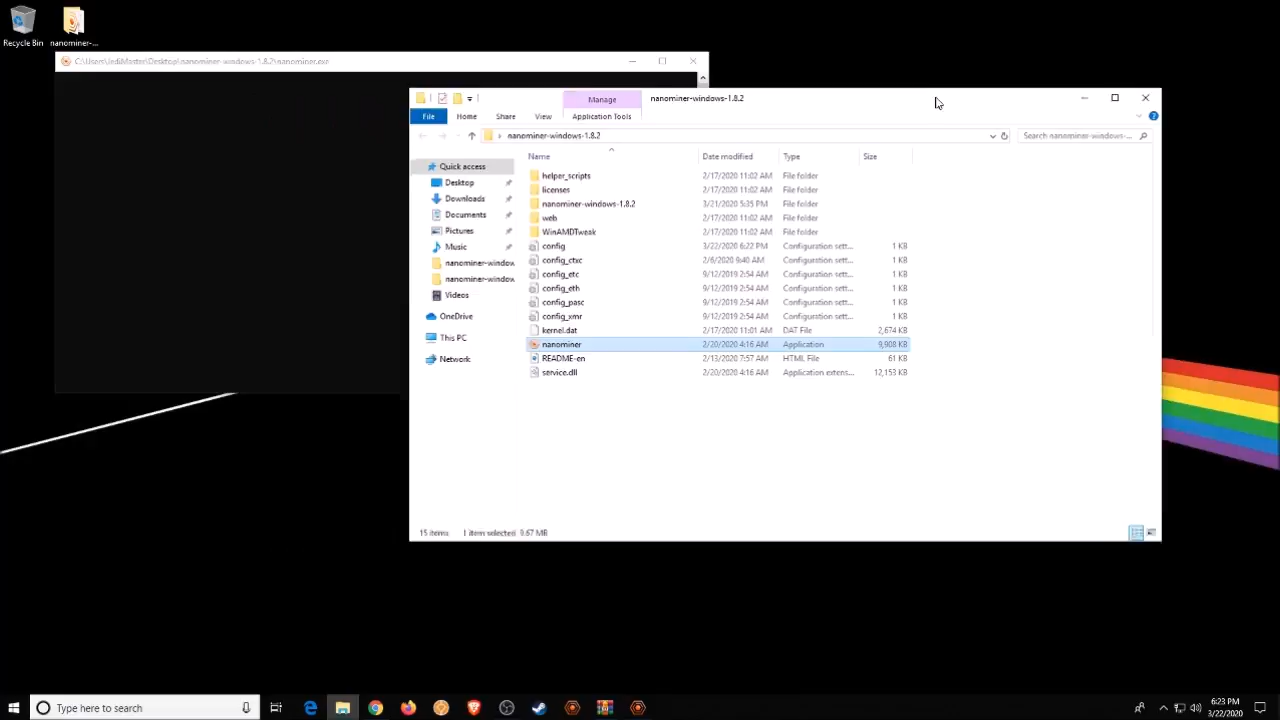 Recycle Bin
nanominer-...
C:\Users\JediMaster\Desktop\nanominer-windows-1.8.2\nanominer.exe
Manage
nanominer-windows-1.8.2
File
Home
Share
View
Application Tools
nanominer-windows-1.8.2
Search nanominer-windows-...
Name
Date modified
Type
Size
Quick access
Desktop
Downloads
Documents
Pictures
Music
nanominer-window
nanominer-window
Videos
OneDrive
This PC
Network
helper_scripts 2/17/2020 11:02 AM File folder
licenses 2/17/2020 11:02 AM File folder
nanominer-windows-1.8.2 3/21/2020 5:35 PM File folder
web 2/17/2020 11:02 AM File folder
WinAMDTweak 2/17/2020 11:02 AM File folder
config 3/22/2020 6:22 PM Configuration sett... 1 KB
config_ctxc 2/6/2020 9:40 AM Configuration sett... 1 KB
config_etc 9/12/2019 2:54 AM Configuration sett... 1 KB
config_eth 9/12/2019 2:54 AM Configuration sett... 1 KB
config_pasc 9/12/2019 2:54 AM Configuration sett... 1 KB
config_xmr 9/12/2019 2:54 AM Configuration sett... 1 KB
kernel.dat 2/17/2020 11:01 AM DAT File 2,674 KB
nanominer 2/20/2020 4:16 AM Application 9,908 KB
README-en 2/13/2020 7:57 AM HTML File 61 KB
service.dll 2/20/2020 4:16 AM Application extens... 12,153 KB
15 items 1 item selected 9.67 MB
Type here to search
6:23 PM
3/22/2020